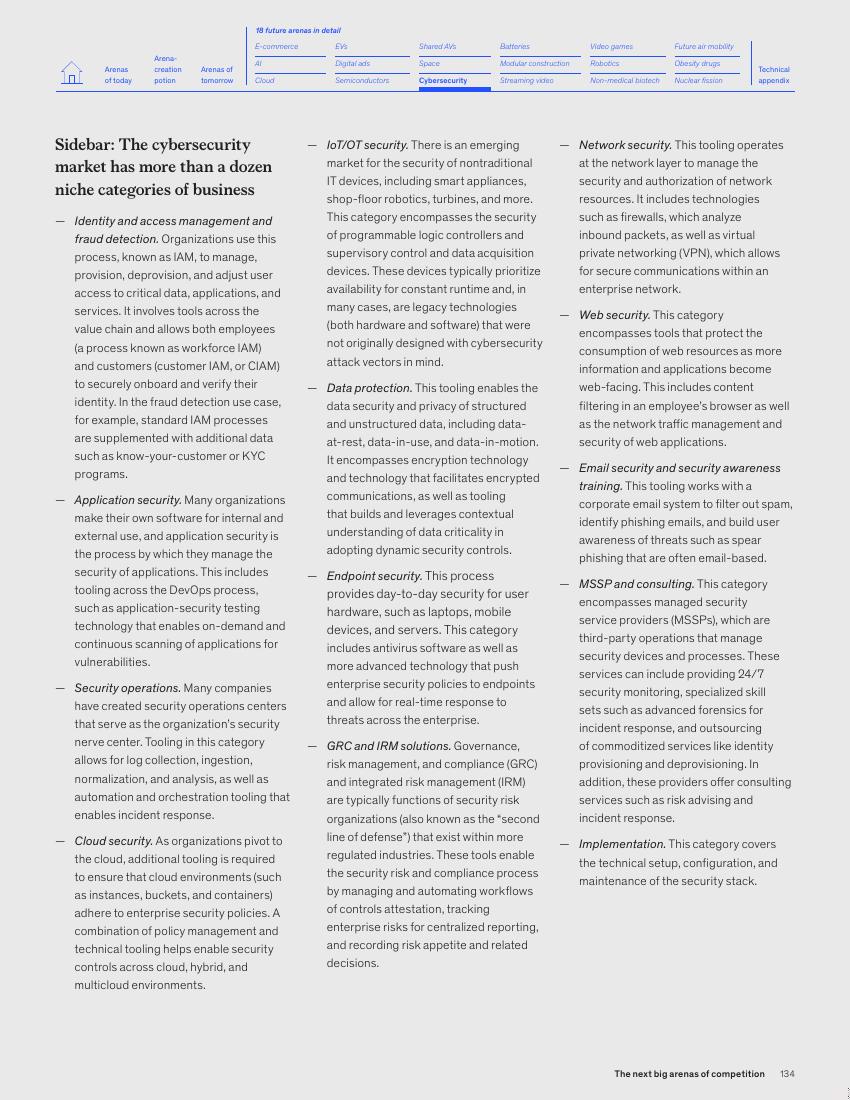 18 future arenas in detail
Arenas
of today
Arena-
creation
potion
Arenas of
tomorrow
E-commerce
EVs
Shared AVs
Batteries
Video games
Future air mobility
AI
Digital ads
Space
Modular construction
Robotics
Obesity drugs
Cloud
Semiconductors
Cybersecurity
Streaming video
Non-medical biotech
Nuclear fission
Technical
appendix
Sidebar: The cybersecurity
market has more than a dozen
niche categories of business
— Identity and access management and
fraud detection. Organizations use this
process, known as IAM, to manage,
provision, deprovision, and adjust user
access to critical data, applications, and
services. It involves tools across the
value chain and allows both employees
(a process known as workforce IAM)
and customers (customer IAM, or CIAM)
to securely onboard and verify their
identity. In the fraud detection use case,
for example, standard IAM processes
are supplemented with additional data
such as know-your-customer or KYC
programs.
— Application security. Many organizations
make their own software for internal and
external use, and application security is
the process by which they manage the
security of applications. This includes
tooling across the DevOps process,
such as application-security testing
technology that enables on-demand and
continuous scanning of applications for
vulnerabilities.
— Security operations. Many companies
have created security operations centers
that serve as the organization's security
nerve center. Tooling in this category
allows for log collection, ingestion,
normalization, and analysis, as well as
automation and orchestration tooling that
enables incident response.
— Cloud security. As organizations pivot to
the cloud, additional tooling is required
to ensure that cloud environments (such
as instances, buckets, and containers)
adhere to enterprise security policies. A
combination of policy management and
technical tooling helps enable security
controls across cloud, hybrid, and
multicloud environments.
— IoT/OT security. There is an emerging
market for the security of nontraditional
IT devices, including smart appliances,
shop-floor robotics, turbines, and more.
This category encompasses the security
of programmable logic controllers and
supervisory control and data acquisition
devices. These devices typically prioritize
availability for constant runtime and, in
many cases, are legacy technologies
(both hardware and software) that were
not originally designed with cybersecurity
attack vectors in mind.
— Data protection. This tooling enables the
data security and privacy of structured
and unstructured data, including data-
at-rest, data-in-use, and data-in-motion.
It encompasses encryption technology
and technology that facilitates encrypted
communications, as well as tooling
that builds and leverages contextual
understanding of data criticality in
adopting dynamic security controls.
— Endpoint security. This process
provides day-to-day security for user
hardware, such as laptops, mobile
devices, and servers. This category
includes antivirus software as well as
more advanced technology that push
enterprise security policies to endpoints
and allow for real-time response to
threats across the enterprise.
— GRC and IRM solutions. Governance,
risk management, and compliance (GRC)
and integrated risk management (IRM)
are typically functions of security risk
organizations (also known as the “second
line of defense”) that exist within more
regulated industries. These tools enable
the security risk and compliance process
by managing and automating workflows
of controls attestation, tracking
enterprise risks for centralized reporting,
and recording risk appetite and related
decisions.
— Network security. This tooling operates
at the network layer to manage the
security and authorization of network
resources. It includes technologies
such as firewalls, which analyze
inbound packets, as well as virtual
private networking (VPN), which allows
for secure communications within an
enterprise network.
— Web security. This category
encompasses tools that protect the
consumption of web resources as more
information and applications become
web-facing. This includes content
filtering in an employee's browser as well
as the network traffic management and
security of web applications.
— Email security and security awareness
training. This tooling works with a
corporate email system to filter out spam,
identify phishing emails, and build user
awareness of threats such as spear
phishing that are often email-based.
— MSSP and consulting. This category
encompasses managed security
service providers (MSSPs), which are
third-party operations that manage
security devices and processes. These
services can include providing 24/7
security monitoring, specialized skill
sets such as advanced forensics for
incident response, and outsourcing
of commoditized services like identity
provisioning and deprovisioning. In
addition, these providers offer consulting
services such as risk advising and
incident response.
— Implementation. This category covers
the technical setup, configuration, and
maintenance of the security stack.
The next big arenas of competition 134